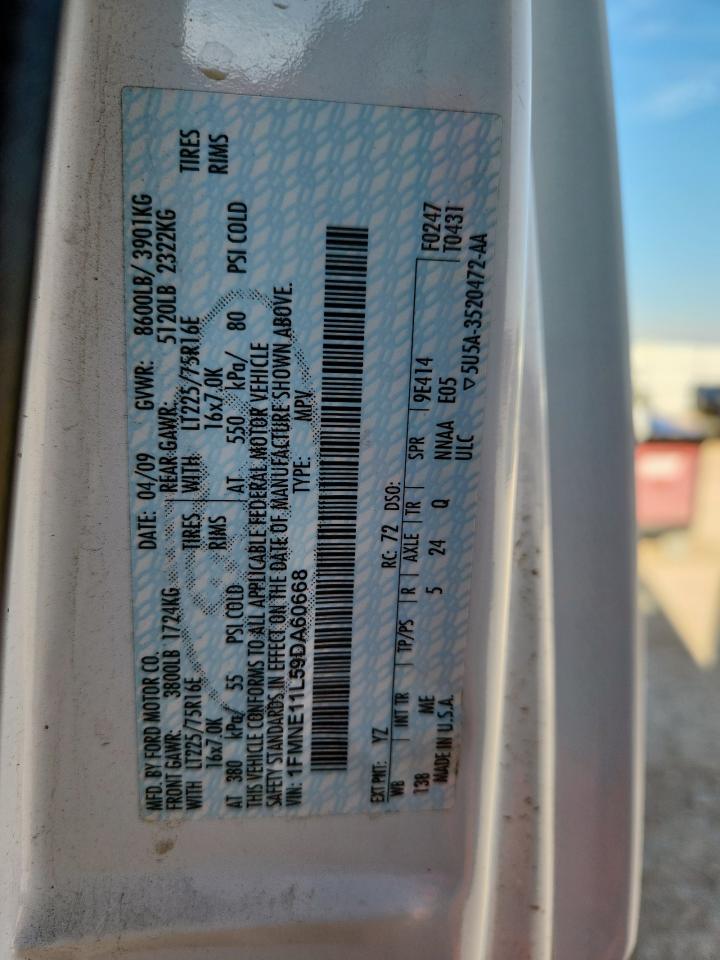 MFD. BY FORD MOTOR CO. DATE: 04/09 GVWR: 8600LB/ 3901KG
FRONT GAWR: 3800LB 1724KG REAR GAWR: 5120LB 2322KG
WITH LT225/75R16E TIRES WITH LT225/75R16E TIRES
16x7.0K RIMS 16x7.0K RIMS
AT 380 kPa/ 55 PSI COLD AT 550 kPa/ 80 PSI COLD
THIS VEHICLE CONFORMS TO ALL APPLICABLE FEDERAL MOTOR VEHICLE
SAFETY STANDARDS IN EFFECT ON THE DATE OF MANUFACTURE SHOWN ABOVE.
VIN: 1FMNE11L59DA60668 TYPE: MPV
EXT PNT: YZ RC: 72 DSO: F0247
WB INT TR TP/PS R AXLE TR SPR 9E414 T0431
138 ME 5 24 Q NNAA E05
MADE IN U.S.A. ULC ▽5U5A-3520472-AA